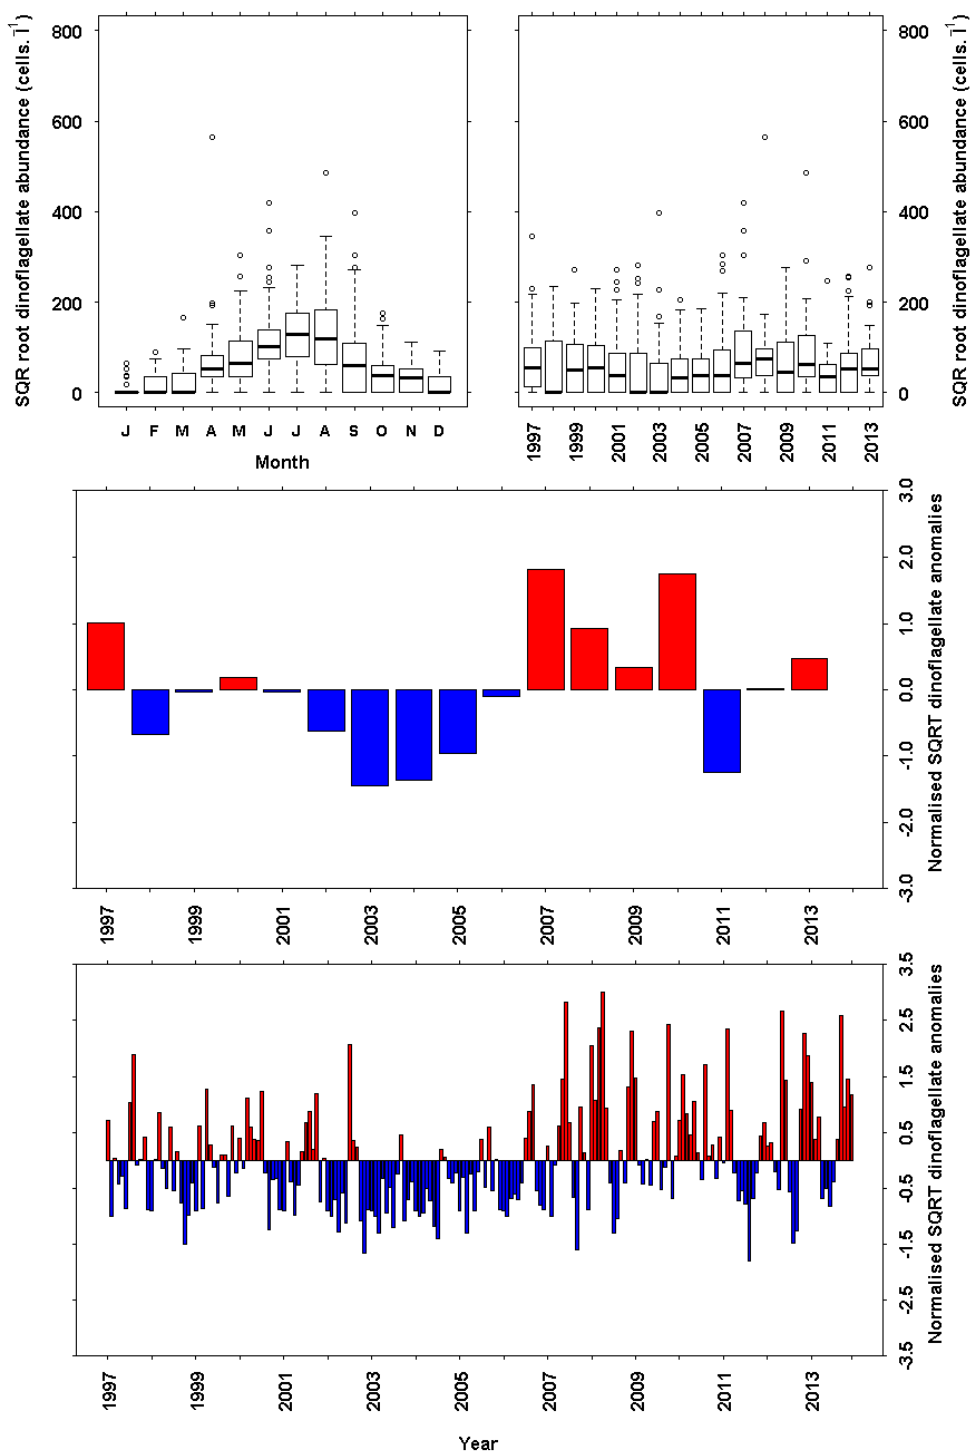 SQR root dinoflagellate abundance (cells. l⁻¹)
800
600
400
200
0
J F M A M J J A S O N D
Month
800
600
400
200
0
SQR root dinoflagellate abundance (cells. l⁻¹)
1997 1999 2001 2003 2005 2007 2009 2011 2013
3.0
2.0
1.0
0.0
-1.0
-2.0
-3.0
Normalised SQRT dinoflagellate anomalies
1997 1999 2001 2003 2005 2007 2009 2011 2013
3.5
2.5
1.5
0.5
-0.5
-1.5
-2.5
-3.5
Normalised SQRT dinoflagellate anomalies
1997 1999 2001 2003 2005 2007 2009 2011 2013
Year